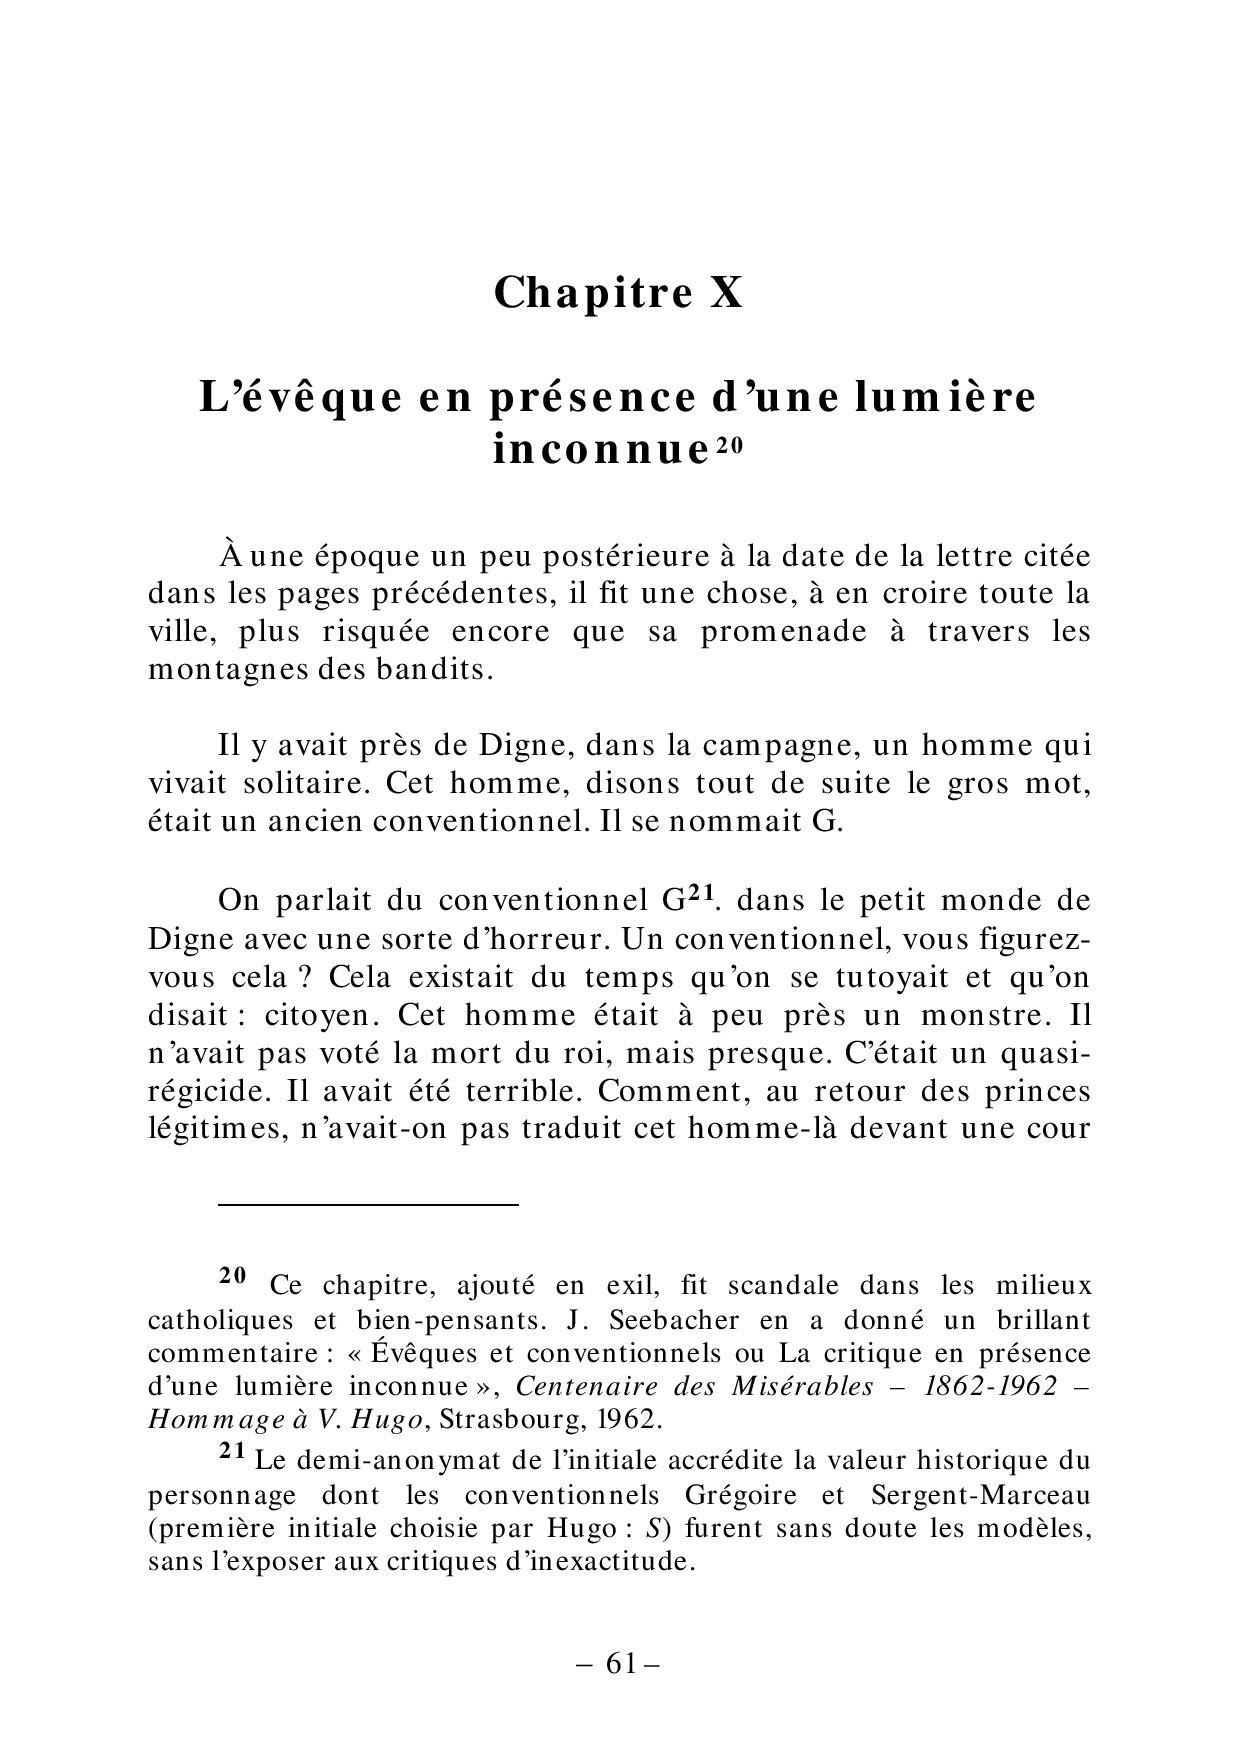 Chapitre X
L’évêque en présence d’une lumière
inconnue20
À une époque un peu postérieure à la date de la lettre citée
dans les pages précédentes, il fit une chose, à en croire toute la
ville, plus risquée encore que sa promenade à travers les
montagnes des bandits.
Il y avait près de Digne, dans la campagne, un homme qui
vivait solitaire. Cet homme, disons tout de suite le gros mot,
était un ancien conventionnel. Il se nommait G.
On parlait du conventionnel G21. dans le petit monde de
Digne avec une sorte d’horreur. Un conventionnel, vous figurez-
vous cela ? Cela existait du temps qu’on se tutoyait et qu’on
disait : citoyen. Cet homme était à peu près un monstre. Il
n’avait pas voté la mort du roi, mais presque. C’était un quasi-
régicide. Il avait été terrible. Comment, au retour des princes
légitimes, n’avait-on pas traduit cet homme-là devant une cour
20 Ce chapitre, ajouté en exil, fit scandale dans les milieux
catholiques et bien-pensants. J. Seebacher en a donné un brillant
commentaire : « Évêques et conventionnels ou La critique en présence
d’une lumière inconnue », Centenaire des Misérables – 1862-1962 –
Hommage à V. Hugo, Strasbourg, 1962.
21 Le demi-anonymat de l’initiale accrédite la valeur historique du
personnage dont les conventionnels Grégoire et Sergent-Marceau
(première initiale choisie par Hugo : S) furent sans doute les modèles,
sans l’exposer aux critiques d’inexactitude.
– 61 –